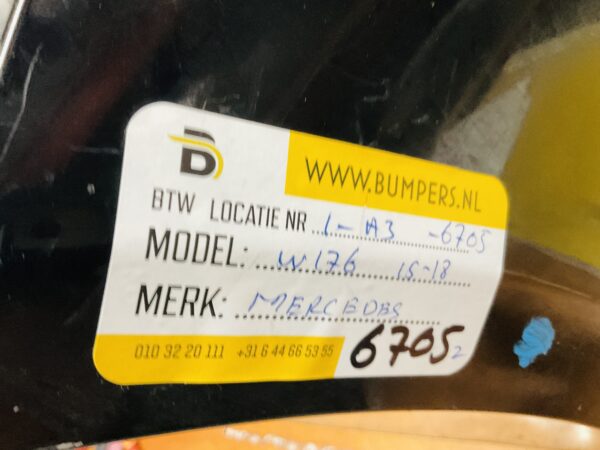 D
WWW.BUMPERS.NL
BTW LOCATIE NR 1-A3 -6705
MODEL: W176 15-18
MERK: MERCEDES
010 32 20 111 +31 6 44 66 53 55
6705 2